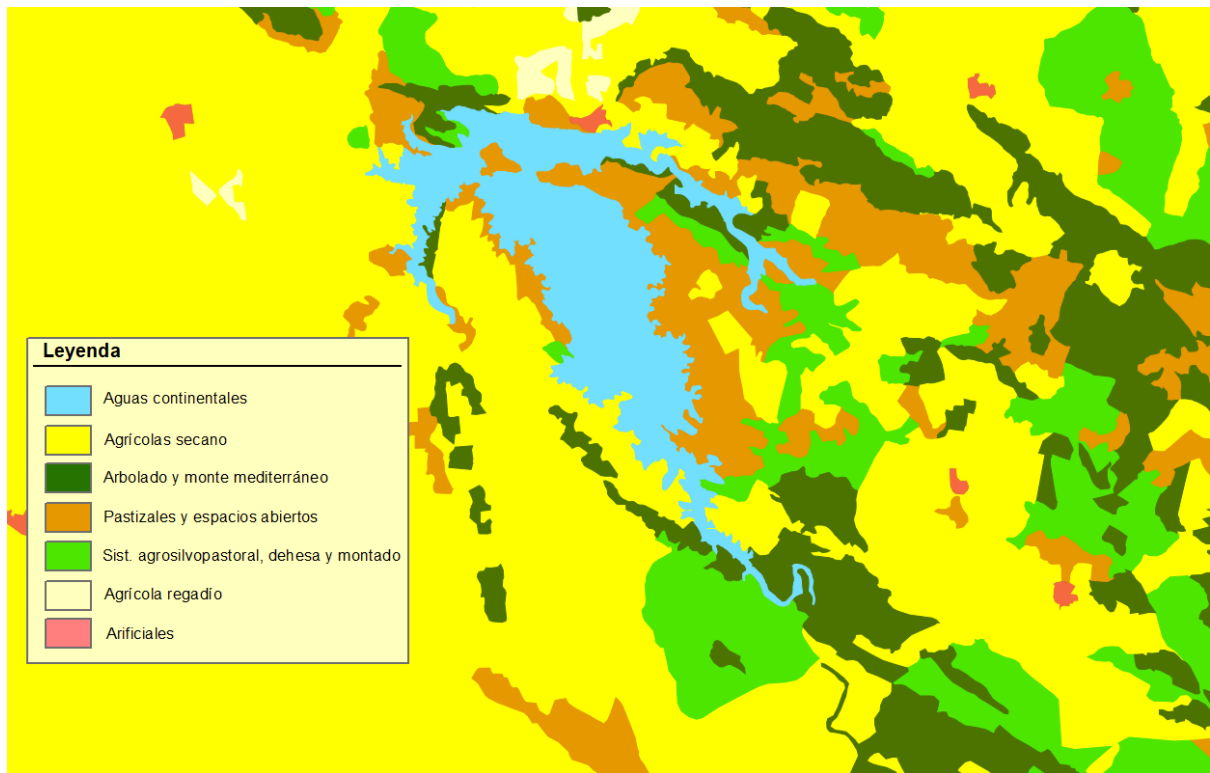 Leyenda
Aguas continentales
Agrícolas secano
Arbolado y monte mediterráneo
Pastizales y espacios abiertos
Sist. agrosilvopastoral, dehesa y montado
Agrícola regadío
Arificiales